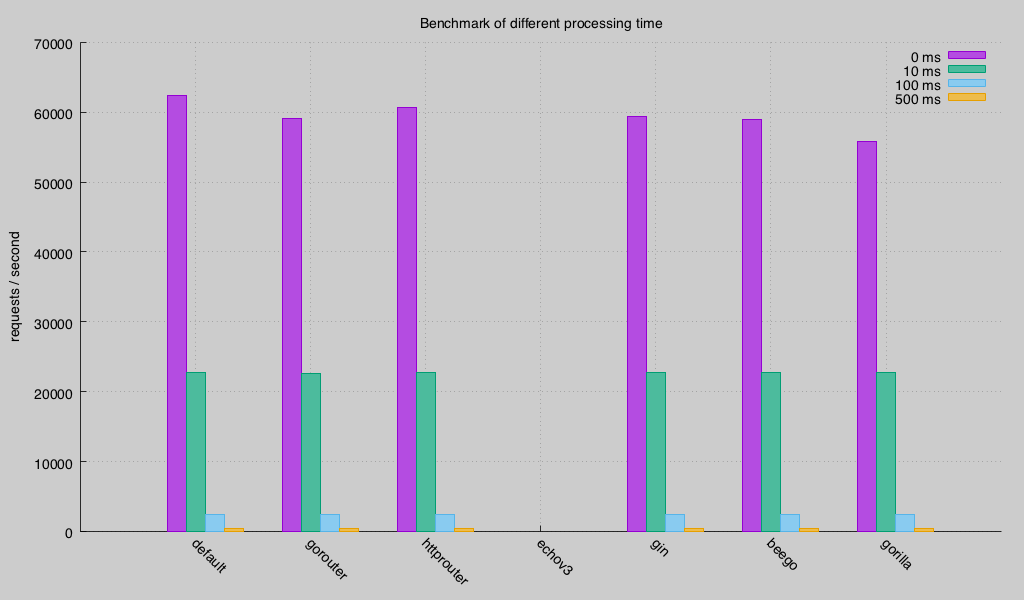 Benchmark of different processing time
requests / second
70000
60000
50000
40000
30000
20000
10000
0
0 ms
10 ms
100 ms
500 ms
default
gorouter
httprouter
echov3
gin
beego
gorilla